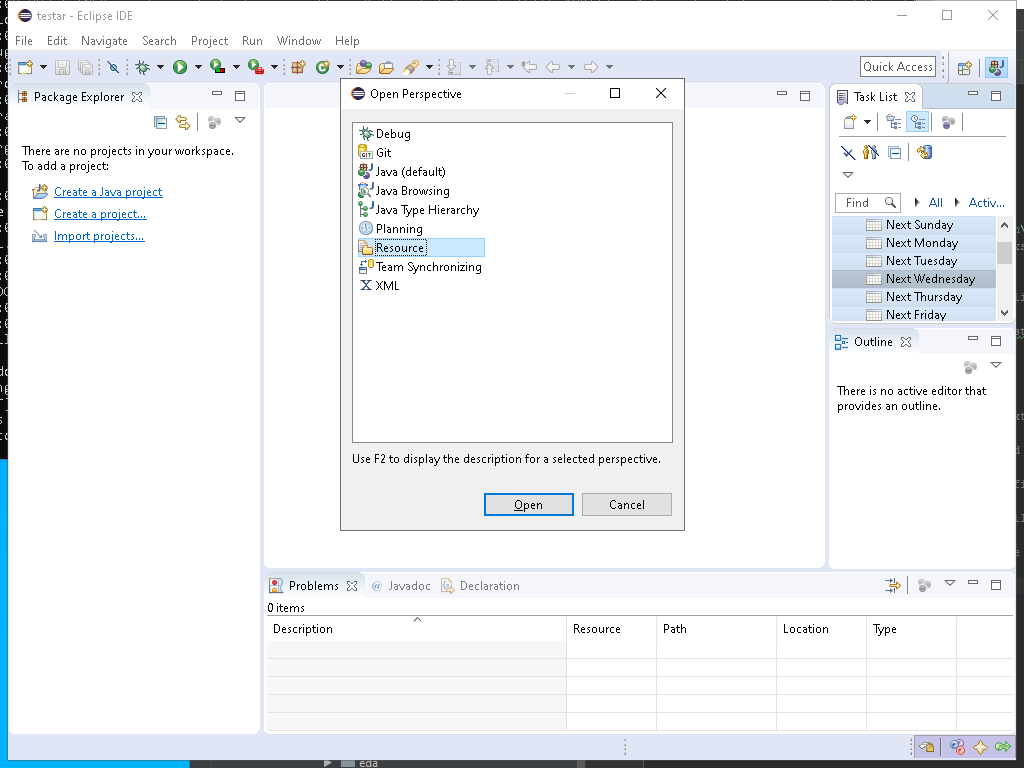 testar - Eclipse IDE
File Edit Navigate Search Project Run Window Help
Quick Access
Package Explorer
There are no projects in your workspace.
To add a project:
Create a Java project
Create a project...
Import projects...
Open Perspective
Debug
GIT Git
Java (default)
Java Browsing
Java Type Hierarchy
Planning
Resource
Team Synchronizing
X XML
Use F2 to display the description for a selected perspective.
Open Cancel
Task List
Find All Activ...
Next Sunday
Next Monday
Next Tuesday
Next Wednesday
Next Thursday
Next Friday
Outline
There is no active editor that
provides an outline.
Problems @ Javadoc Declaration
0 items
Description Resource Path Location Type
eda